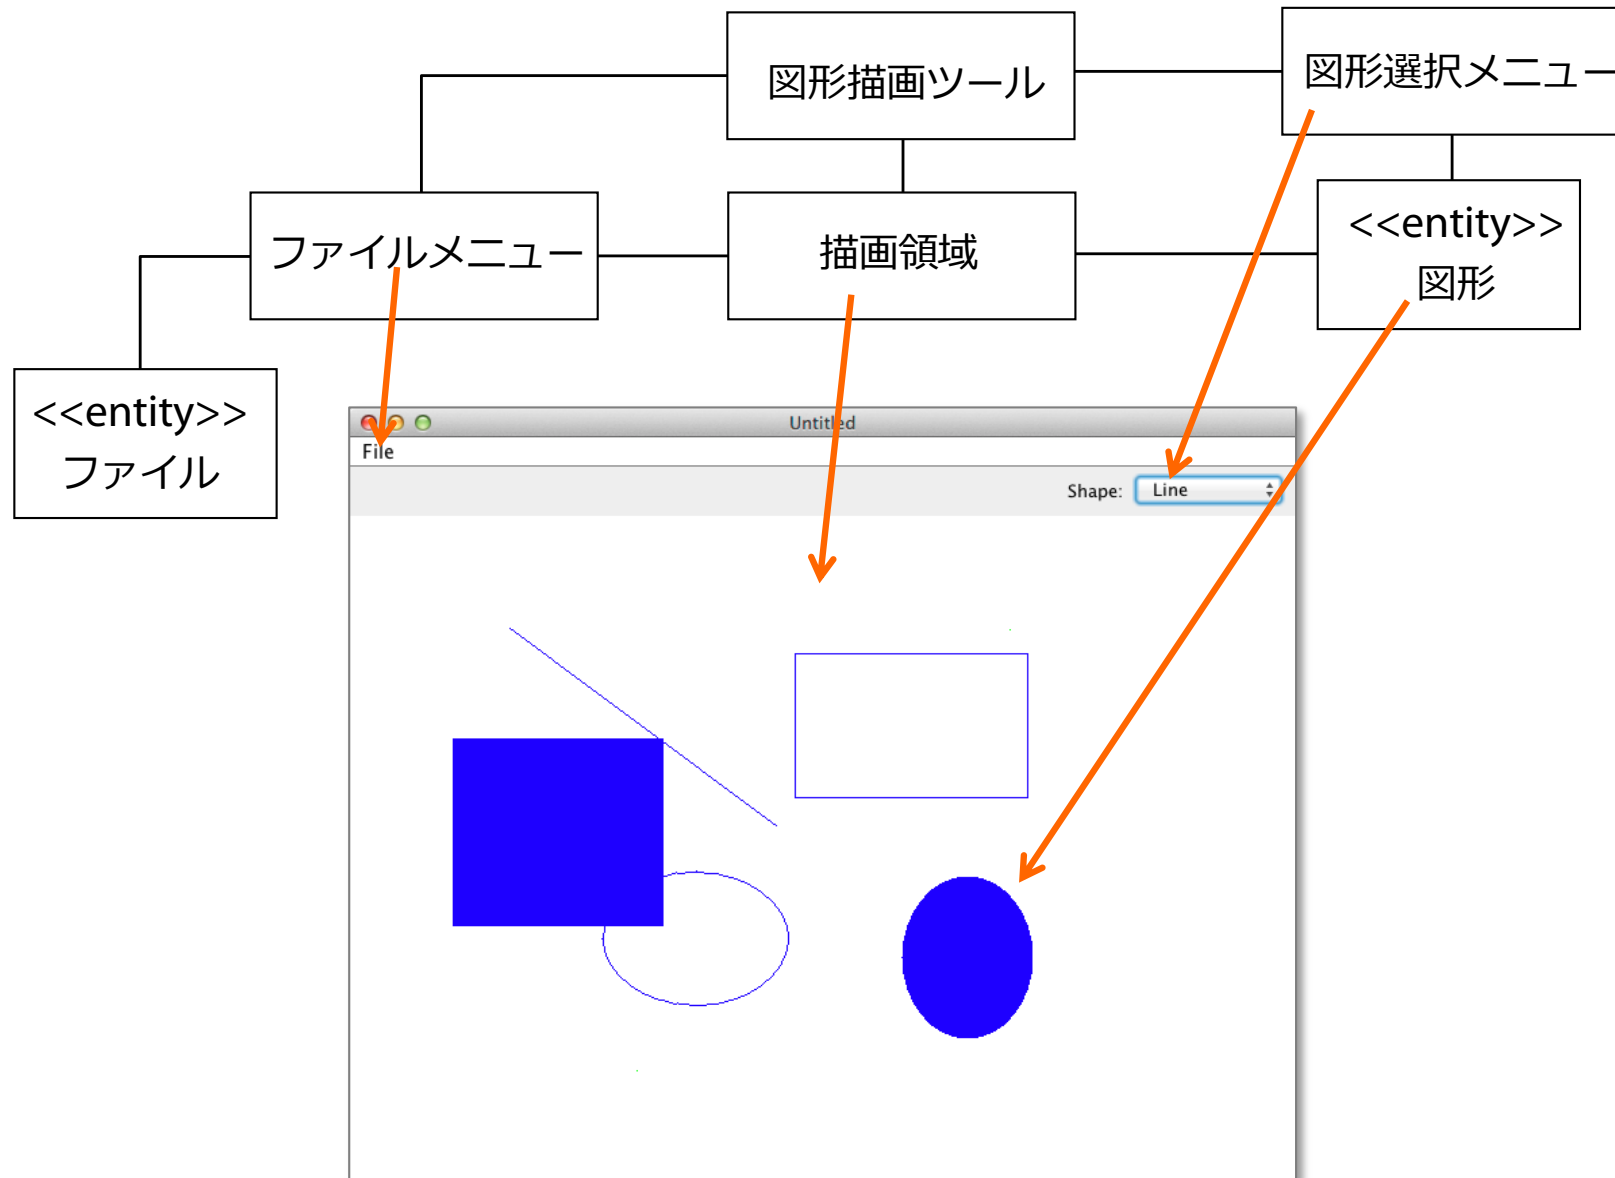 図形描画ツール
図形選択メニュー
ファイルメニュー
描画領域
<<entity>>
図形
<<entity>>
ファイル
Untitled
File
Shape:
Line